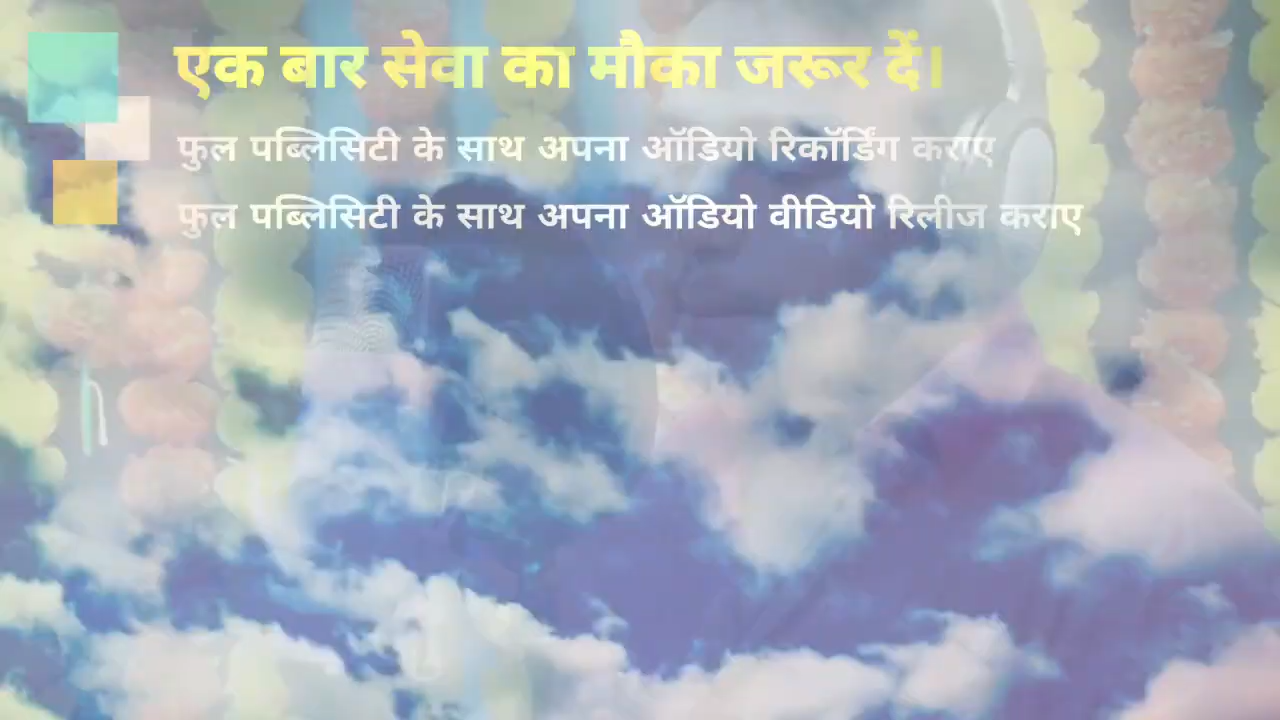 एक बार सेवा का मौका जरूर दें।
फुल पब्लिसिटी के साथ अपना ऑडियो रिकॉर्डिंग कराए
फुल पब्लिसिटी के साथ अपना ऑडियो वीडियो रिलीज कराए